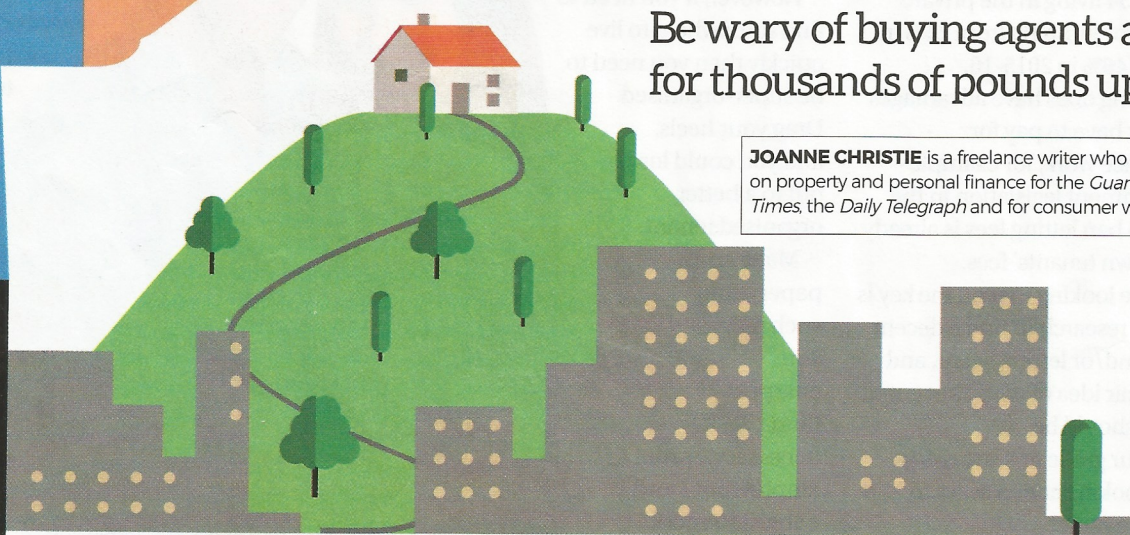 Be wary of buying agents a
for thousands of pounds up
JOANNE CHRISTIE is a freelance writer who
on property and personal finance for the Guar
Times, the Daily Telegraph and for consumer w